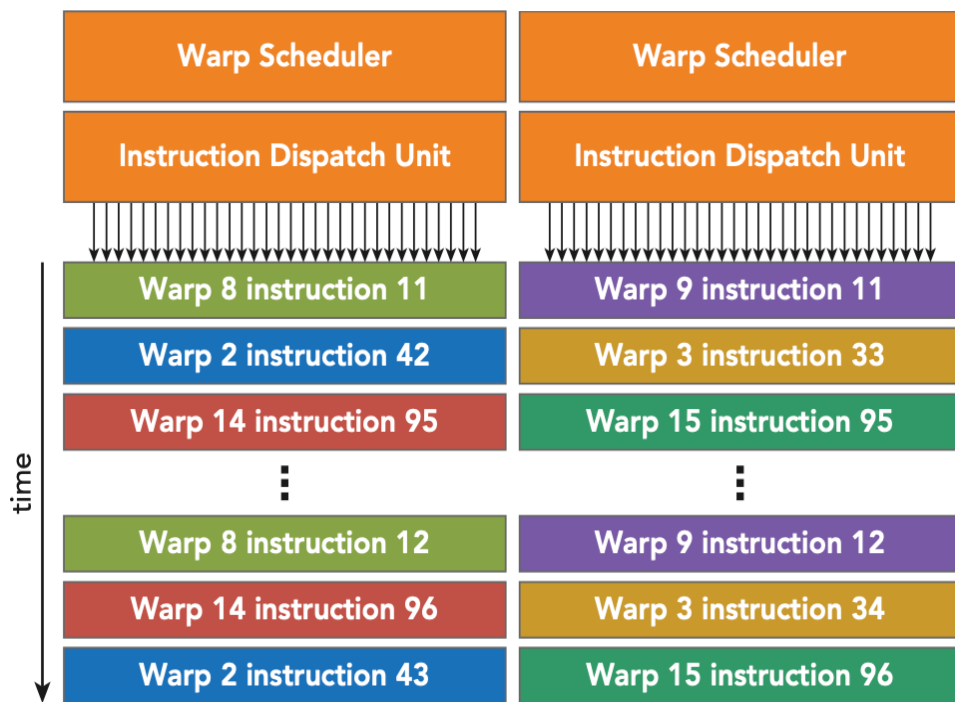 Warp Scheduler
Instruction Dispatch Unit
Warp 8 instruction 11
Warp 2 instruction 42
Warp 14 instruction 95
Warp 8 instruction 12
Warp 14 instruction 96
Warp 2 instruction 43
Warp Scheduler
Instruction Dispatch Unit
Warp 9 instruction 11
Warp 3 instruction 33
Warp 15 instruction 95
Warp 9 instruction 12
Warp 3 instruction 34
Warp 15 instruction 96
time